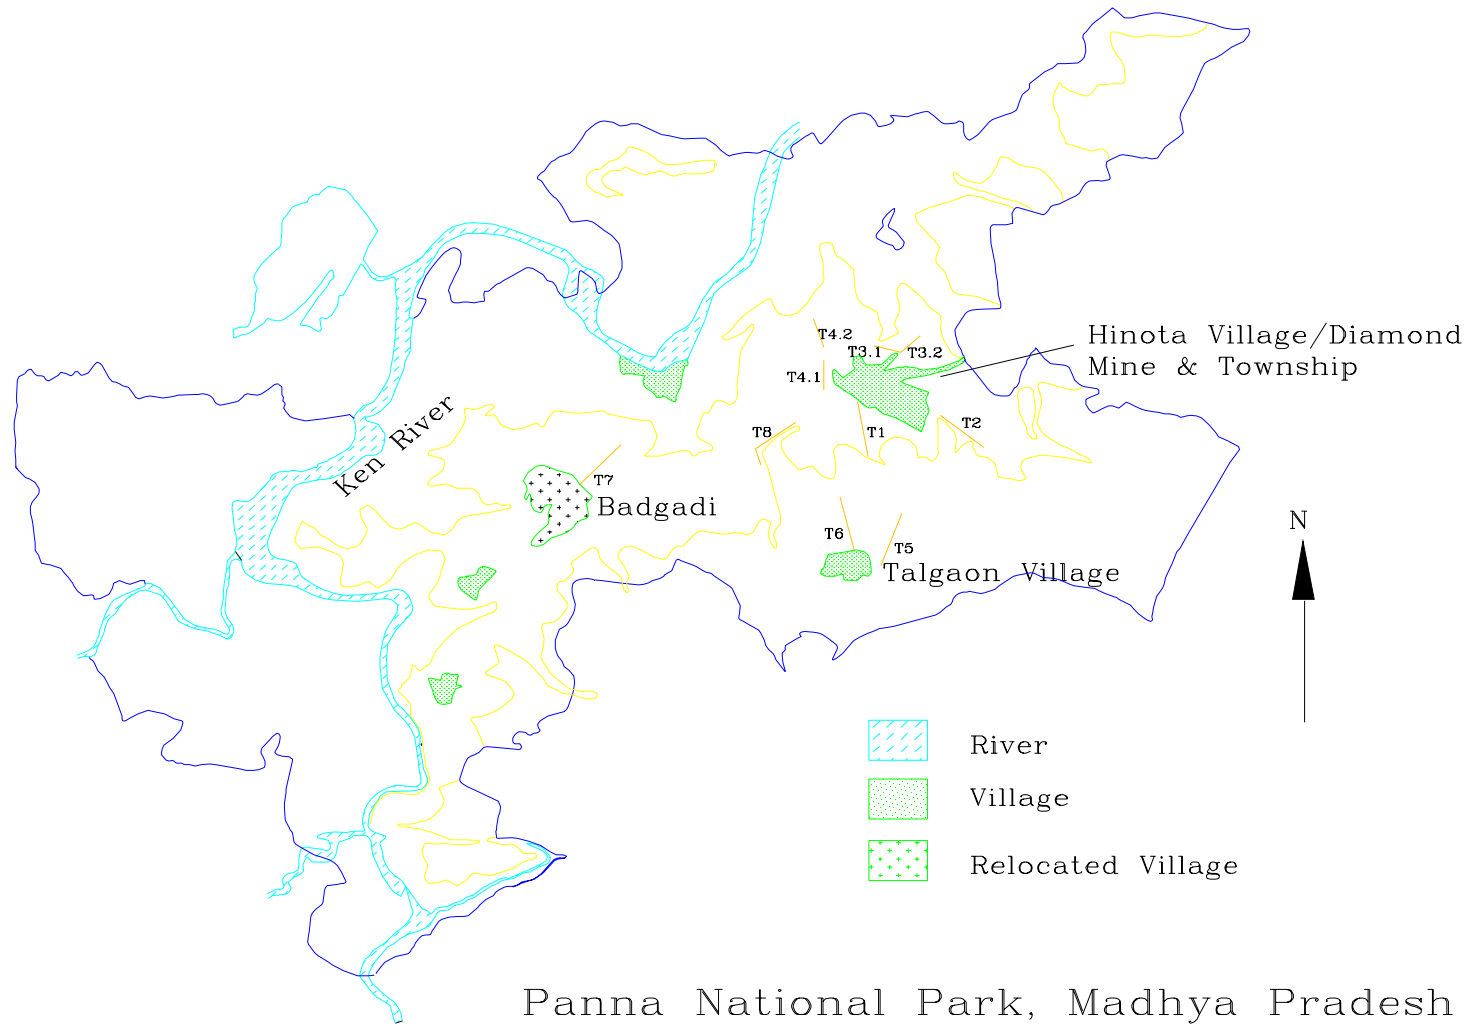 T4.2
Hinota Village/Diamond
Mine & Township
T3.1
T3.2
T4.1
Ken River
T8
T1
T2
T7
Badgadi
N
T6
T5
Talgaon Village
River
Village
Relocated Village
Panna National Park, Madhya Pradesh